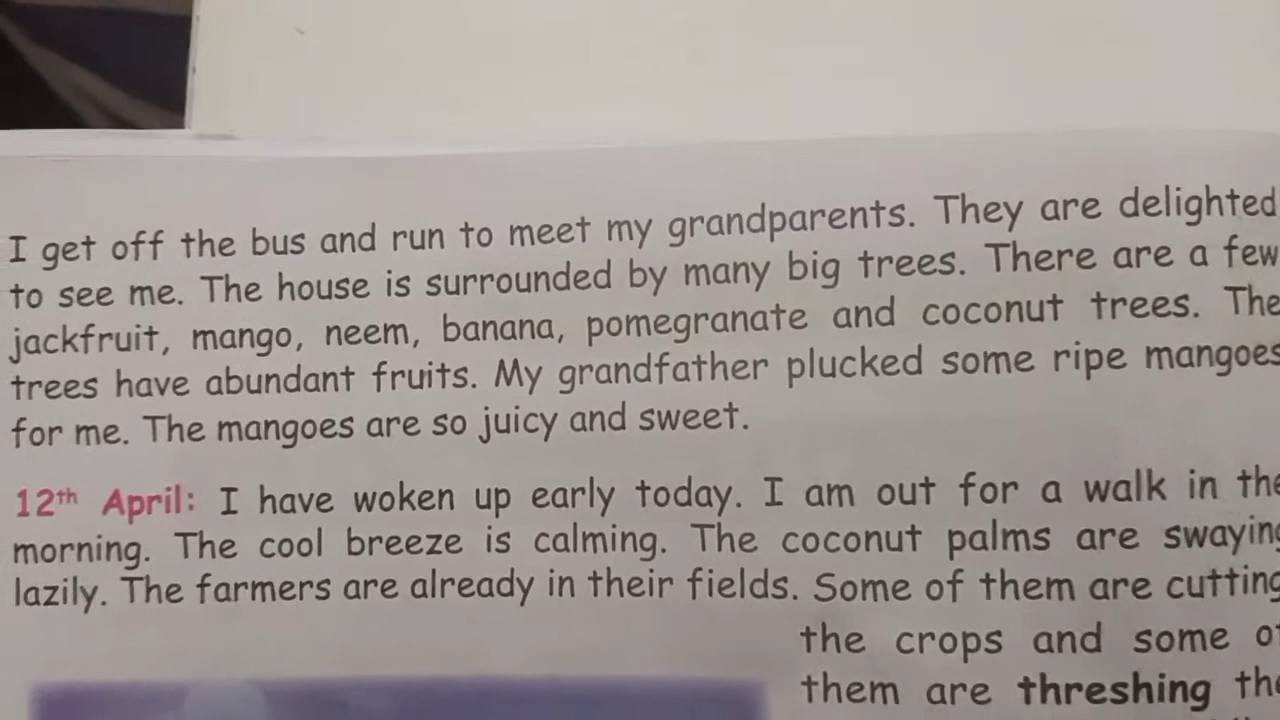 I get off the bus and run to meet my grandparents. They are delighted
to see me. The house is surrounded by many big trees. There are a few
jackfruit, mango, neem, banana, pomegranate and coconut trees. The
trees have abundant fruits. My grandfather plucked some ripe mangoes
for me. The mangoes are so juicy and sweet.
12th April: I have woken up early today. I am out for a walk in the
morning. The cool breeze is calming. The coconut palms are swaying
lazily. The farmers are already in their fields. Some of them are cutting
the crops and some of
them are threshing the